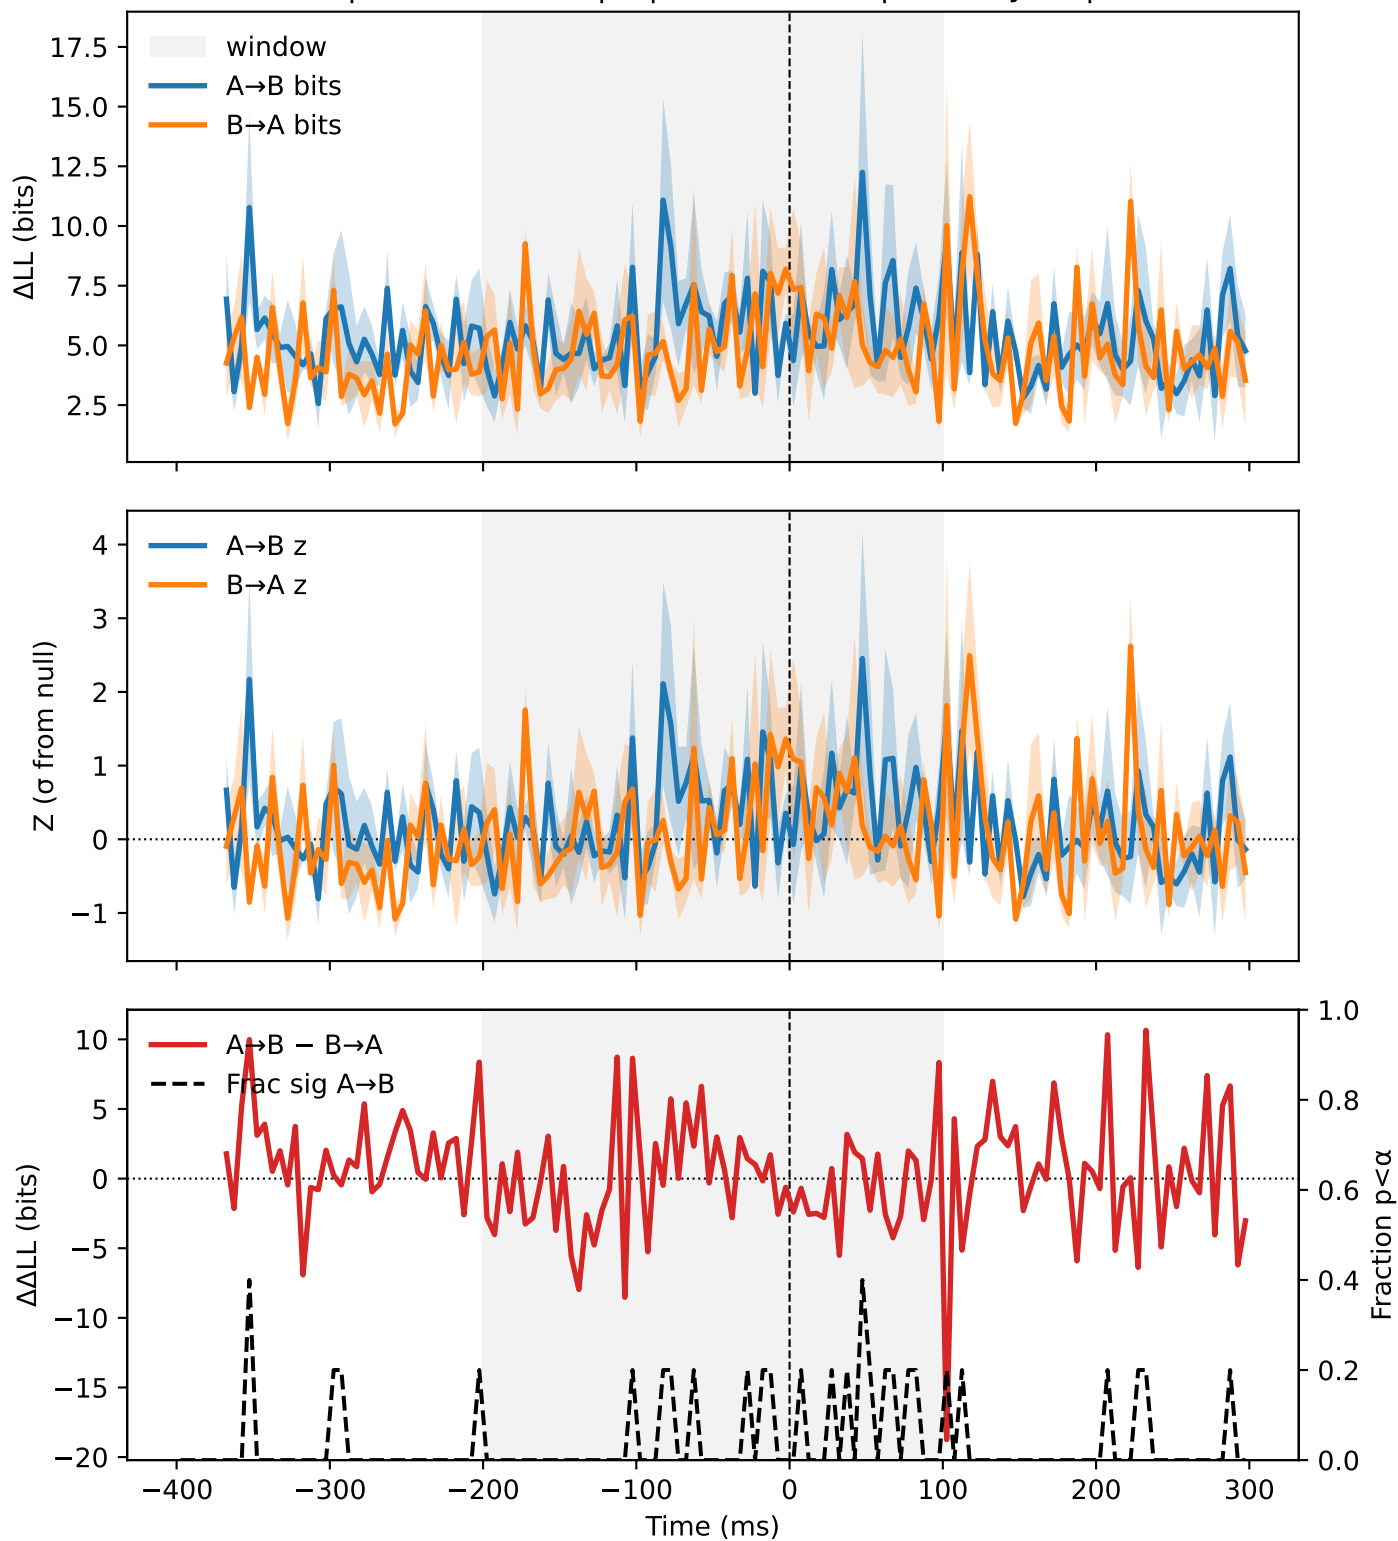 window
A→B bits
B→A bits
ΔLL (bits)
17.5
15.0
12.5
10.0
7.5
5.0
2.5
A→B z
B→A z
Z (σ from null)
4
3
2
1
0
−1
A→B − B→A
Frac sig A→B
ΔΔLL (bits)
10
5
0
−5
−10
−15
−20
1.0
0.8
0.6
0.4
0.2
0.0
Fraction p<α
−400 −300 −200 −100 0 100 200 300
Time (ms)